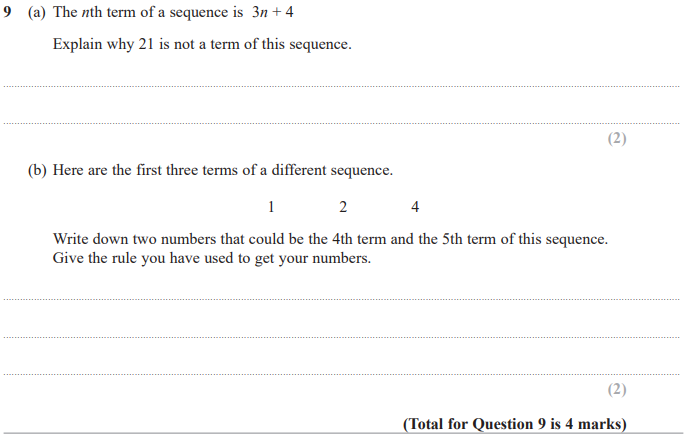 9 (a) The nth term of a sequence is 3n + 4
Explain why 21 is not a term of this sequence.
(2)
(b) Here are the first three terms of a different sequence.
1 2 4
Write down two numbers that could be the 4th term and the 5th term of this sequence.
Give the rule you have used to get your numbers.
(2)
(Total for Question 9 is 4 marks)